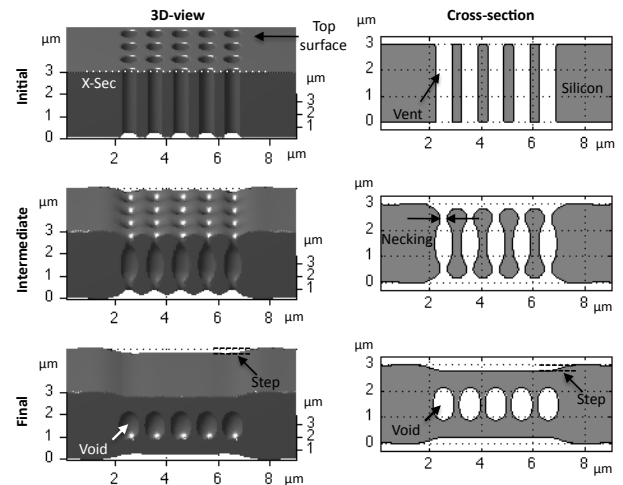 3D-view
Cross-section
Initial
μm
Top
surface
X-Sec
μm
3
2
1
0
3
2
1
2 4 6 8
μm
μm
3
2
1
0
Vent
Silicon
2 4 6 8
μm
Intermediate
μm
3
2
1
0
3
2
1
2 4 6 8
μm
μm
3
2
1
0
Necking
2 4 6 8
μm
Final
μm
3
2
1
0
Step
Void
3
2
1
2 4 6 8
μm
μm
3
2
1
0
Step
Void
2 4 6 8
μm